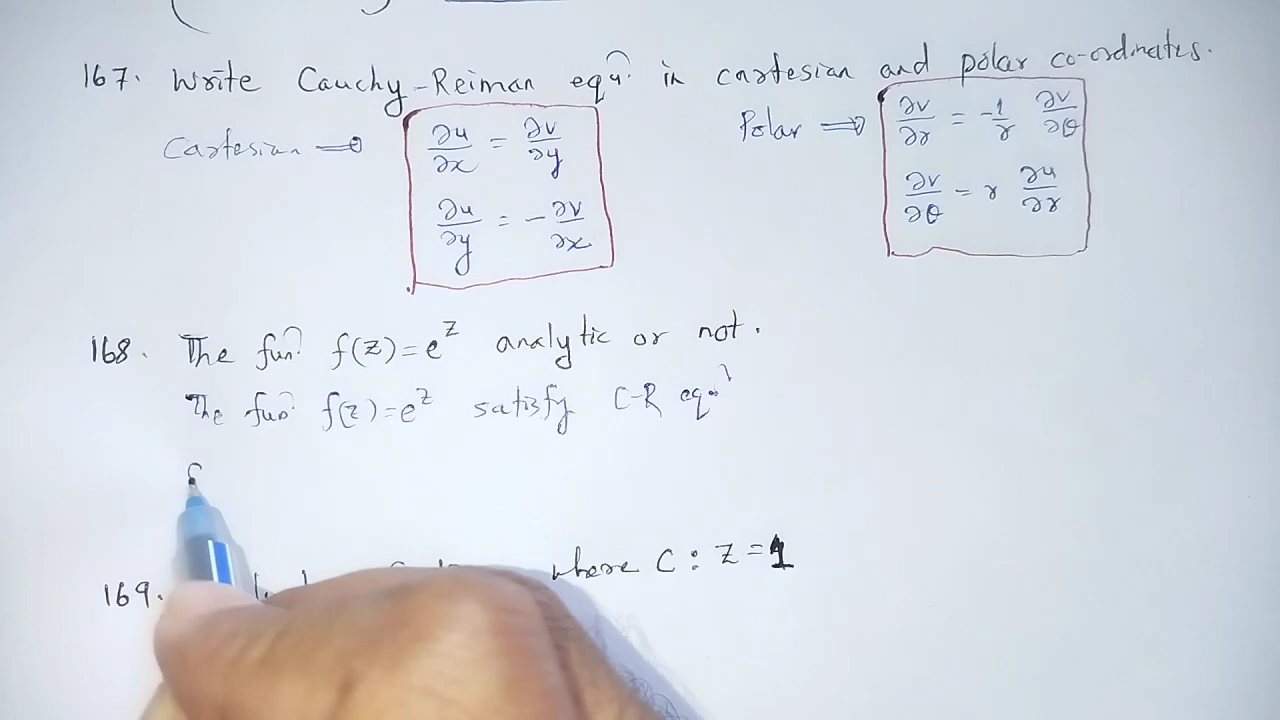 167. Write Cauchy-Reiman eqⁿ. in cartesian and polar co-ordinates.
Cartesian ⟹ ∂u/∂x = ∂v/∂y
∂u/∂y = -∂v/∂x
Polar ⟹ ∂v/∂r = -1/r ∂v/∂θ
∂v/∂θ = r ∂u/∂r
168. The funⁿ. f(z)=e^z analytic or not.
The funⁿ. f(z)=e^z satisfy C-R eqⁿ
169. where C: Z=1